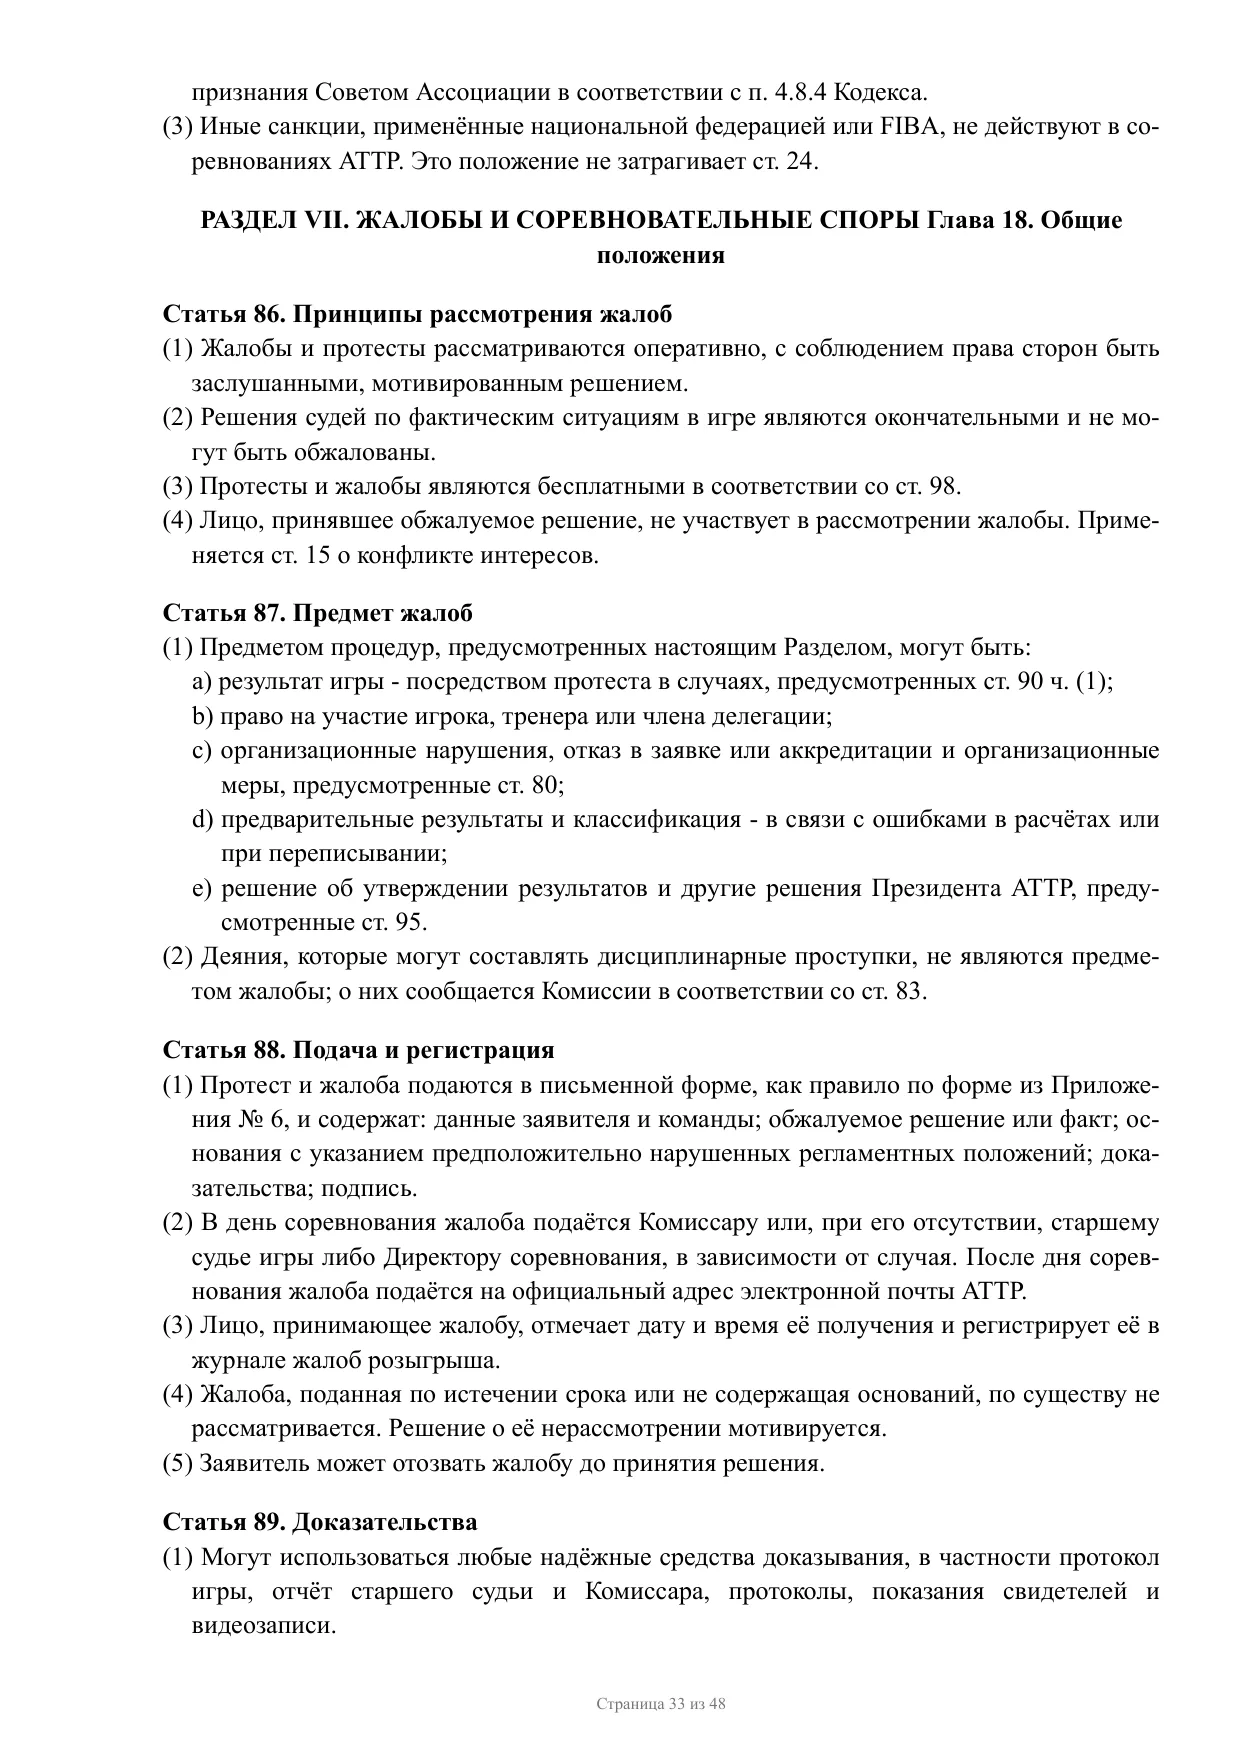 признания Советом Ассоциации в соответствии с п. 4.8.4 Кодекса.
(3) Иные санкции, применённые национальной федерацией или FIBA, не действуют в со-
ревнованиях АТТР. Это положение не затрагивает ст. 24.
РАЗДЕЛ VII. ЖАЛОБЫ И СОРЕВНОВАТЕЛЬНЫЕ СПОРЫ Глава 18. Общие
положения
Статья 86. Принципы рассмотрения жалоб
(1) Жалобы и протесты рассматриваются оперативно, с соблюдением права сторон быть
заслушанными, мотивированным решением.
(2) Решения судей по фактическим ситуациям в игре являются окончательными и не мо-
гут быть обжалованы.
(3) Протесты и жалобы являются бесплатными в соответствии со ст. 98.
(4) Лицо, принявшее обжалуемое решение, не участвует в рассмотрении жалобы. Приме-
няется ст. 15 о конфликте интересов.
Статья 87. Предмет жалоб
(1) Предметом процедур, предусмотренных настоящим Разделом, могут быть:
a) результат игры - посредством протеста в случаях, предусмотренных ст. 90 ч. (1);
b) право на участие игрока, тренера или члена делегации;
c) организационные нарушения, отказ в заявке или аккредитации и организационные
меры, предусмотренные ст. 80;
d) предварительные результаты и классификация - в связи с ошибками в расчётах или
при переписывании;
e) решение об утверждении результатов и другие решения Президента АТТР, преду-
смотренные ст. 95.
(2) Деяния, которые могут составлять дисциплинарные проступки, не являются предме-
том жалобы; о них сообщается Комиссии в соответствии со ст. 83.
Статья 88. Подача и регистрация
(1) Протест и жалоба подаются в письменной форме, как правило по форме из Приложе-
ния № 6, и содержат: данные заявителя и команды; обжалуемое решение или факт; ос-
нования с указанием предположительно нарушенных регламентных положений; дока-
зательства; подпись.
(2) В день соревнования жалоба подаётся Комиссару или, при его отсутствии, старшему
судье игры либо Директору соревнования, в зависимости от случая. После дня сорев-
нования жалоба подаётся на официальный адрес электронной почты АТТР.
(3) Лицо, принимающее жалобу, отмечает дату и время её получения и регистрирует её в
журнале жалоб розыгрыша.
(4) Жалоба, поданная по истечении срока или не содержащая оснований, по существу не
рассматривается. Решение о её нерассмотрении мотивируется.
(5) Заявитель может отозвать жалобу до принятия решения.
Статья 89. Доказательства
(1) Могут использоваться любые надёжные средства доказывания, в частности протокол
игры, отчёт старшего судьи и Комиссара, протоколы, показания свидетелей и
видеозаписи.
Страница 33 из 48